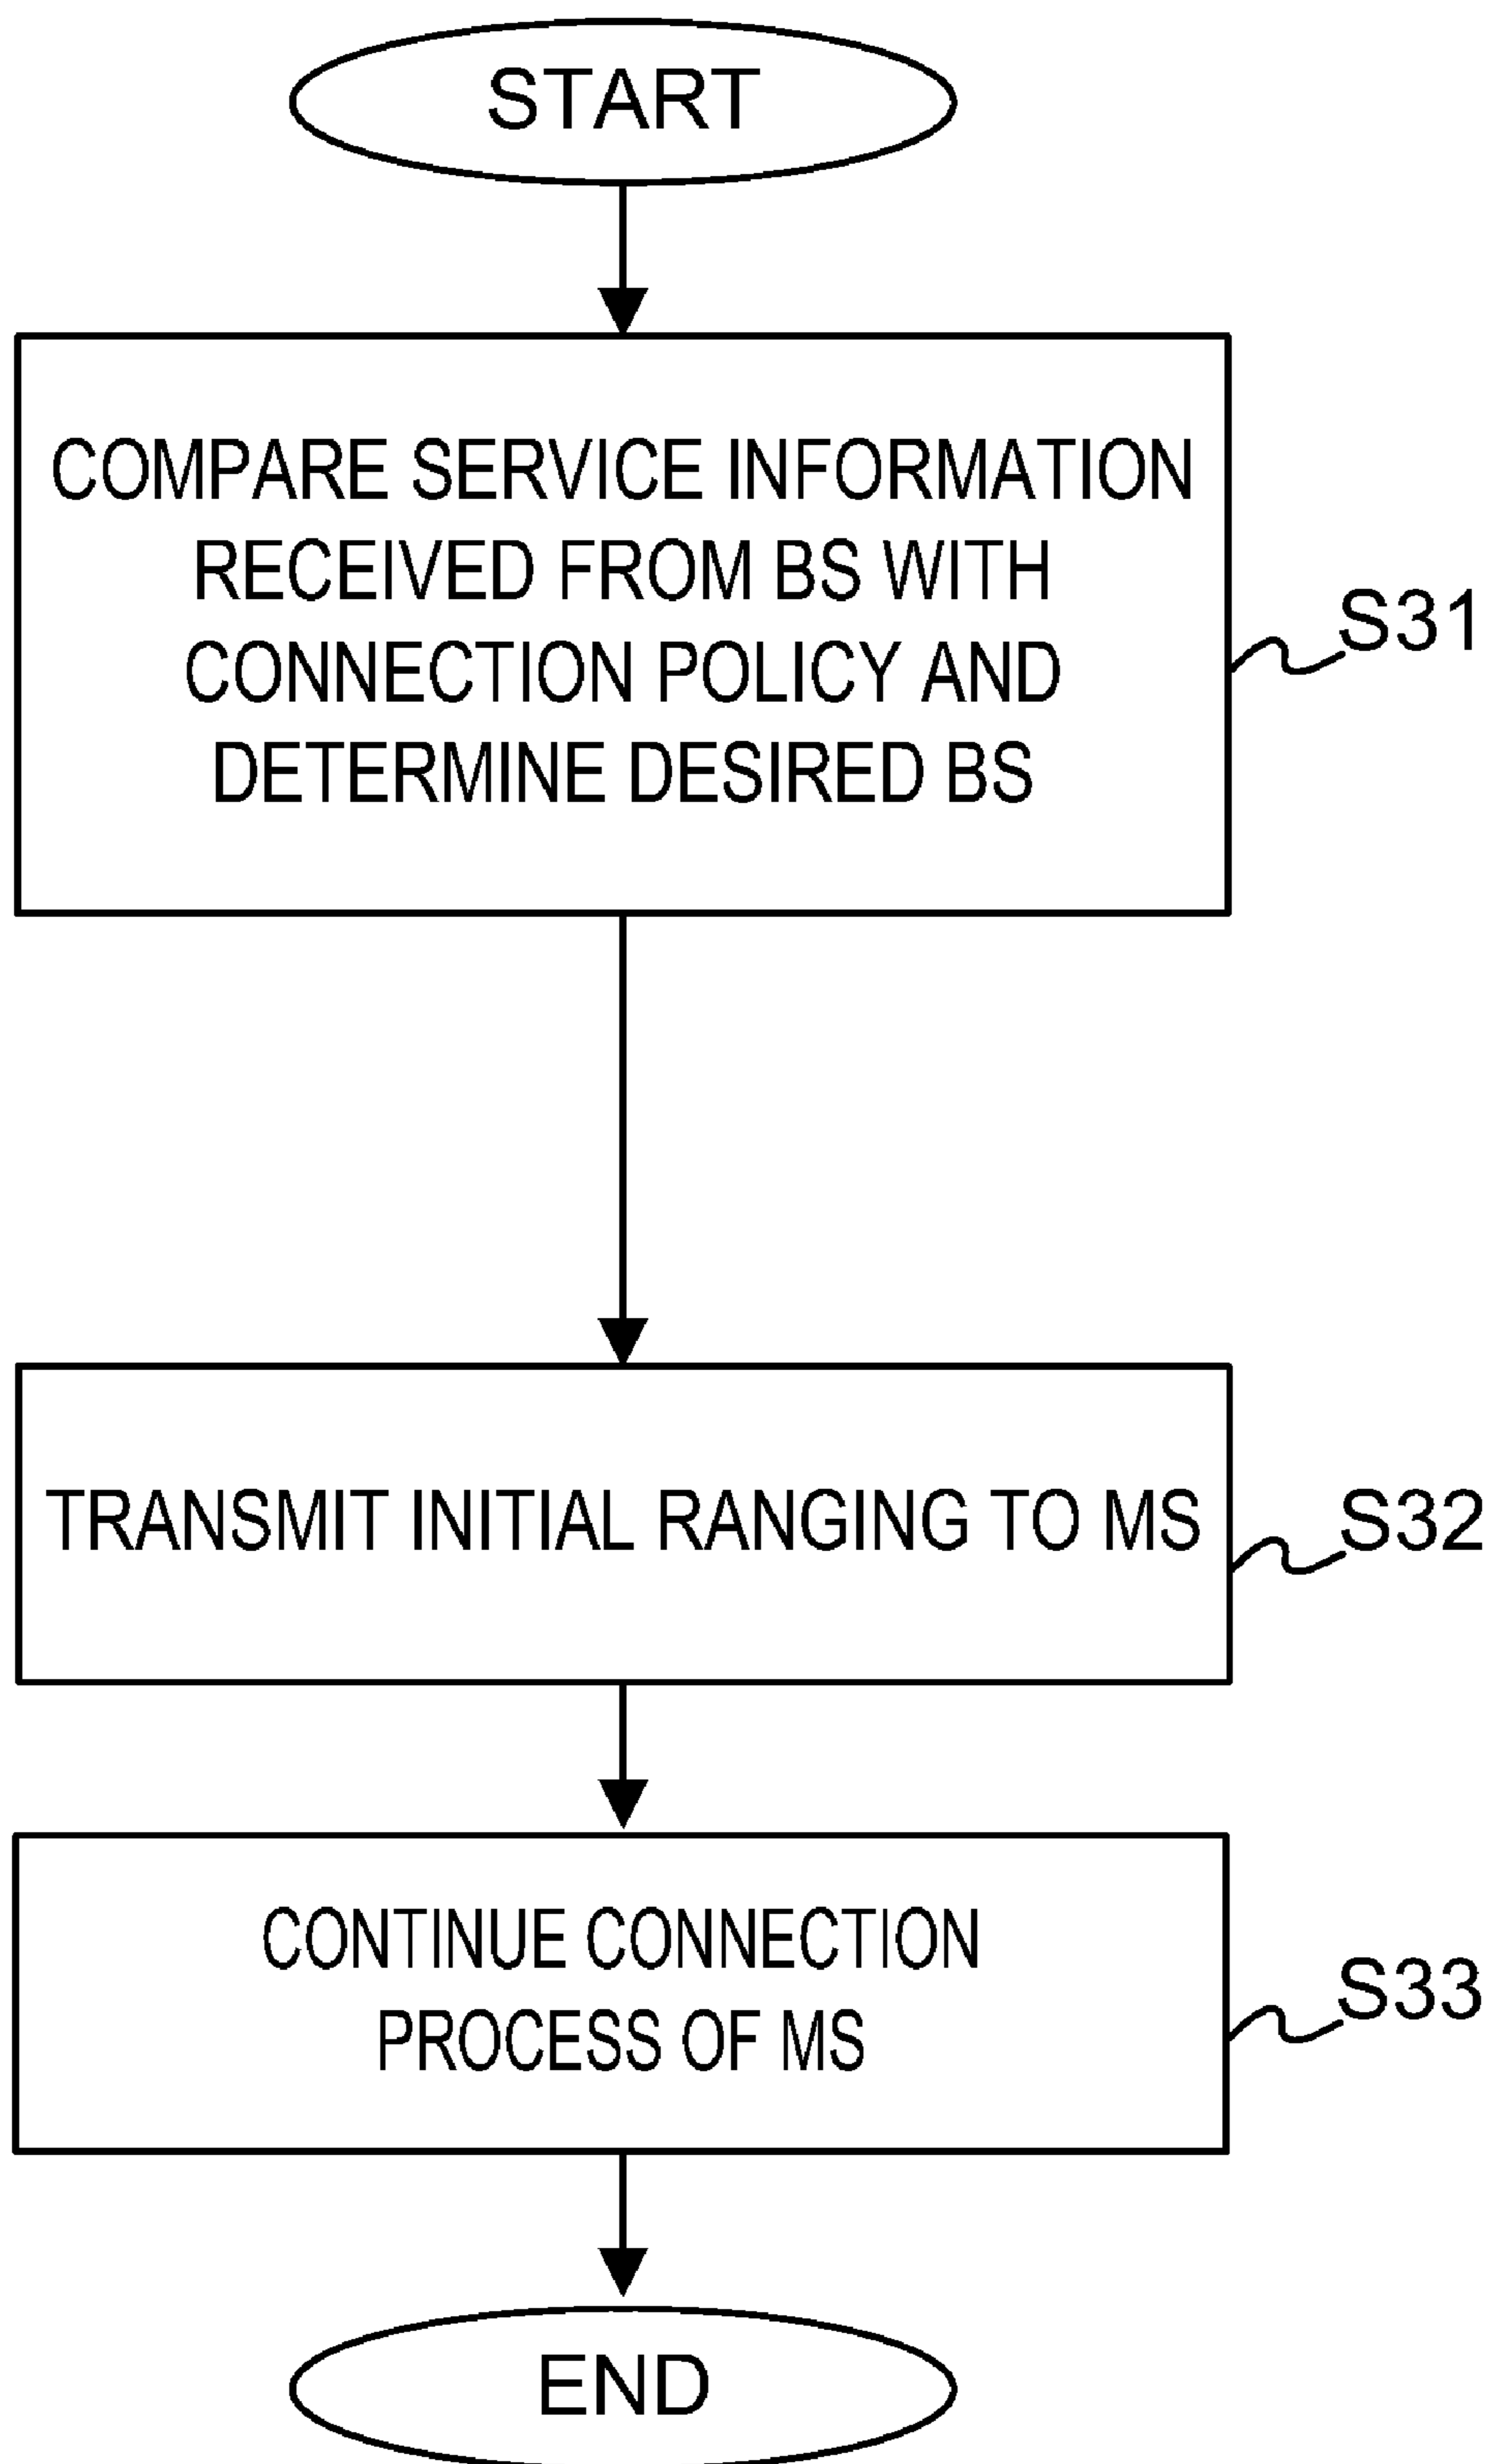 START
COMPARE SERVICE INFORMATION
RECEIVED FROM BS WITH
CONNECTION POLICY AND
DETERMINE DESIRED BS
S31
TRANSMIT INITIAL RANGING TO MS
S32
CONTINUE CONNECTION
PROCESS OF MS
S33
END